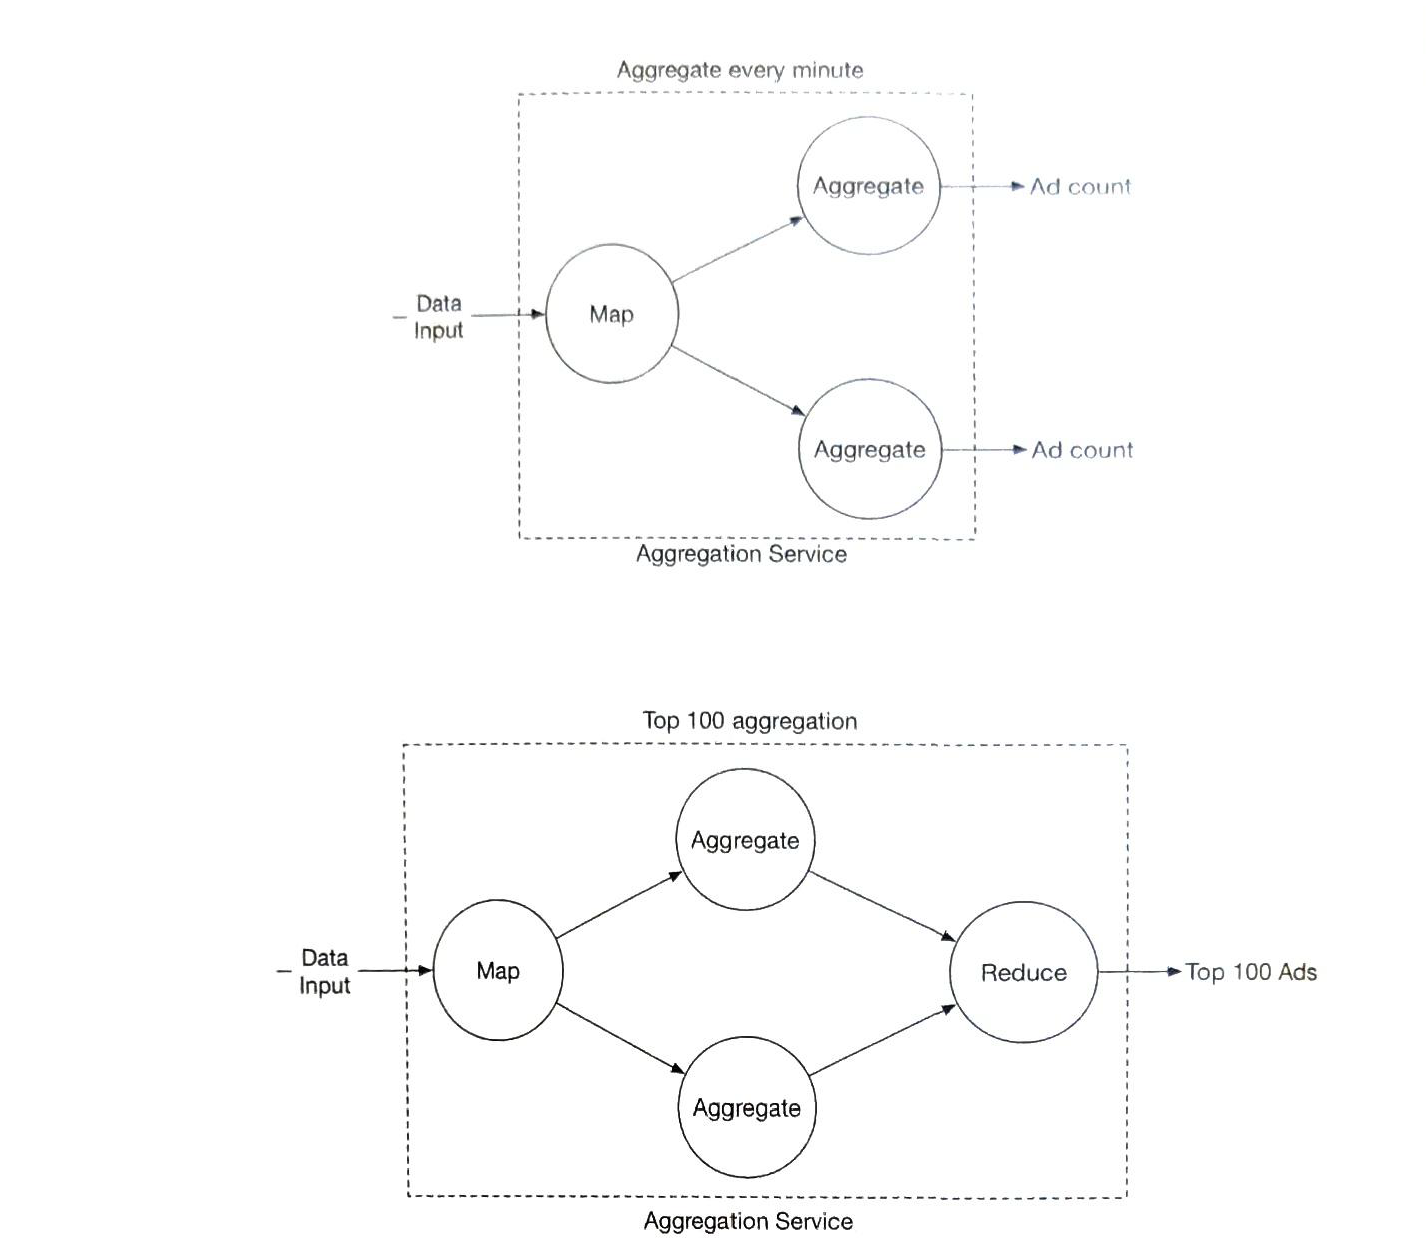 Aggregate every minute
Aggregate
Ad count
Data
Input
Map
Aggregate
Ad count
Aggregation Service
Top 100 aggregation
Aggregate
Data
Input
Map
Reduce
Top 100 Ads
Aggregate
Aggregation Service